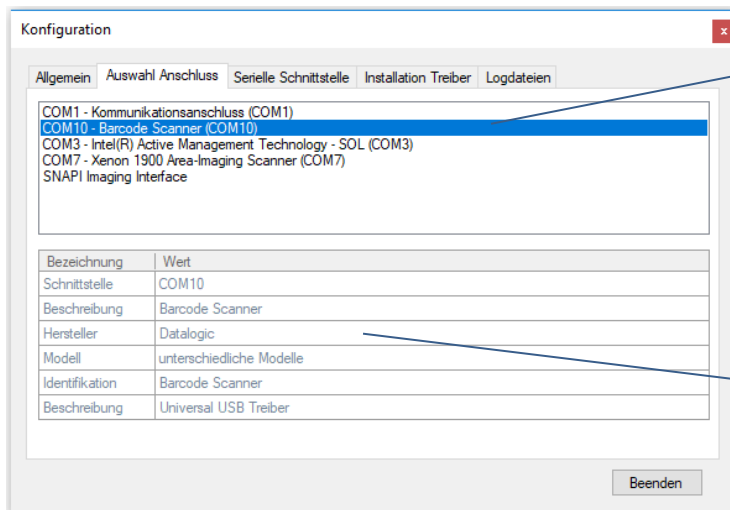 Konfiguration
x
Allgemein Auswahl Anschluss Serielle Schnittstelle Installation Treiber Logdateien
COM1 - Kommunikationsanschluss (COM1)
COM10 - Barcode Scanner (COM10)
COM3 - Intel(R) Active Management Technology - SOL (COM3)
COM7 - Xenon 1900 Area-Imaging Scanner (COM7)
SNAPI Imaging Interface
Bezeichnung Wert
Schnittstelle COM10
Beschreibung Barcode Scanner
Hersteller Datalogic
Modell unterschiedliche Modelle
Identifikation Barcode Scanner
Beschreibung Universal USB Treiber
Beenden